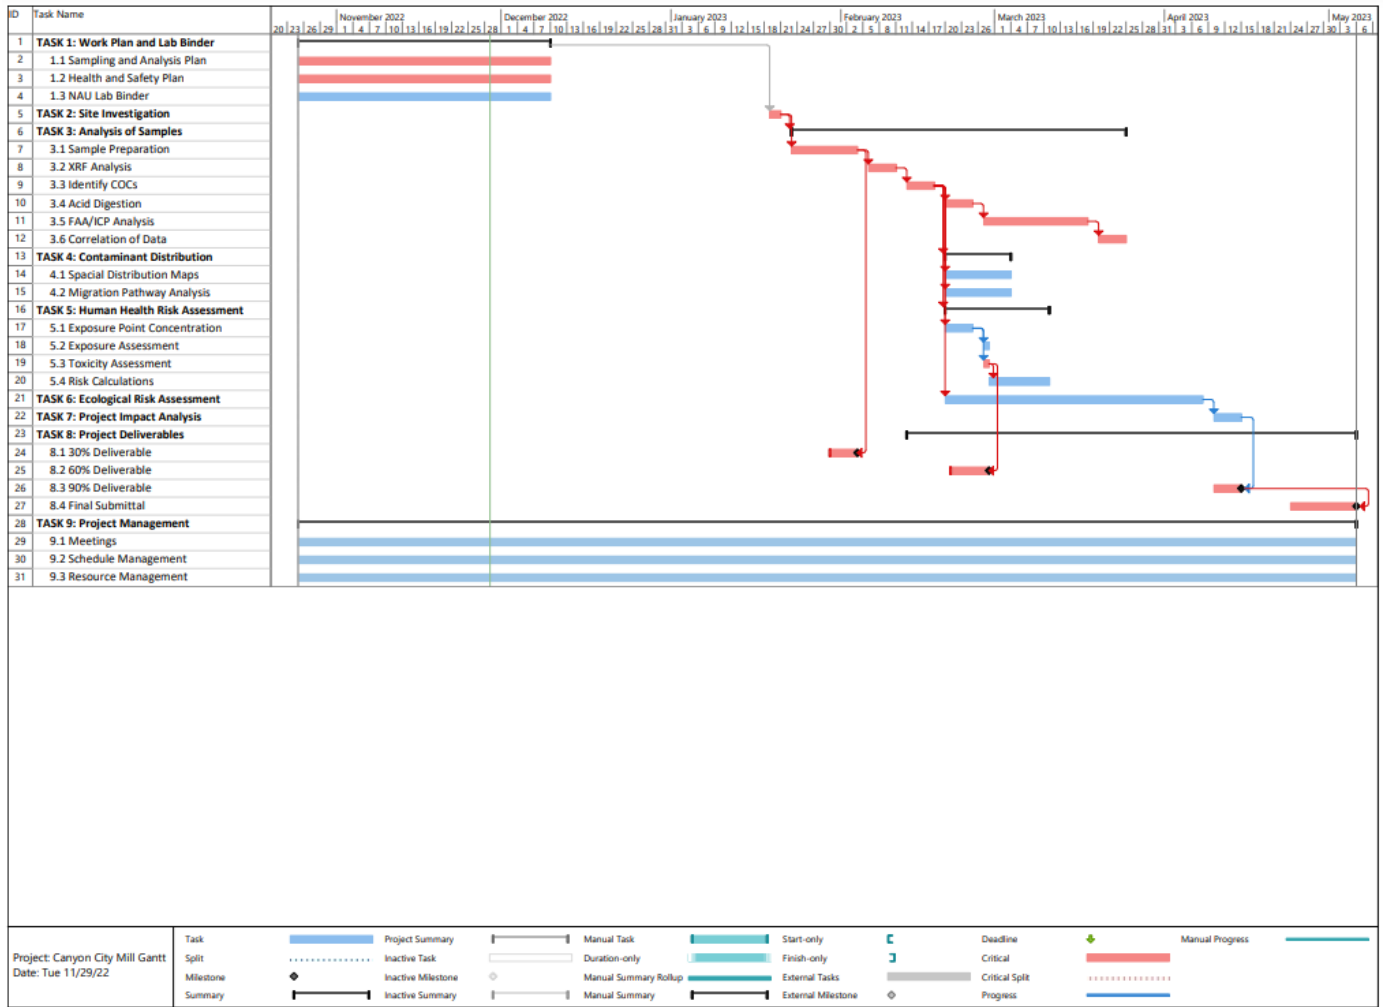 ID Task Name November 2022 December 2022 January 2023 February 2023 March 2023 April 2023 May 2023
20 23 26 29 1 4 7 10 13 16 19 22 25 28 1 4 7 10 13 16 19 22 25 28 31 3 6 9 12 15 18 21 24 27 30 2 5 8 11 14 17 20 23 26 1 4 7 10 13 16 19 22 25 28 31 3 6 9 12 15 18 21 24 27 30 3 6
1 TASK 1: Work Plan and Lab Binder
2 1.1 Sampling and Analysis Plan
3 1.2 Health and Safety Plan
4 1.3 NAU Lab Binder
5 TASK 2: Site Investigation
6 TASK 3: Analysis of Samples
7 3.1 Sample Preparation
8 3.2 XRF Analysis
9 3.3 Identify COCs
10 3.4 Acid Digestion
11 3.5 FAA/ICP Analysis
12 3.6 Correlation of Data
13 TASK 4: Contaminant Distribution
14 4.1 Spacial Distribution Maps
15 4.2 Migration Pathway Analysis
16 TASK 5: Human Health Risk Assessment
17 5.1 Exposure Point Concentration
18 5.2 Exposure Assessment
19 5.3 Toxicity Assessment
20 5.4 Risk Calculations
21 TASK 6: Ecological Risk Assessment
22 TASK 7: Project Impact Analysis
23 TASK 8: Project Deliverables
24 8.1 30% Deliverable
25 8.2 60% Deliverable
26 8.3 90% Deliverable
27 8.4 Final Submittal
28 TASK 9: Project Management
29 9.1 Meetings
30 9.2 Schedule Management
31 9.3 Resource Management
Project: Canyon City Mill Gantt
Date: Tue 11/29/22
Task Project Summary Manual Task Start-only Deadline Manual Progress
Split Inactive Task Duration-only Finish-only Critical
Milestone Inactive Milestone Manual Summary Rollup External Tasks Critical Split
Summary Inactive Summary Manual Summary External Milestone Progress